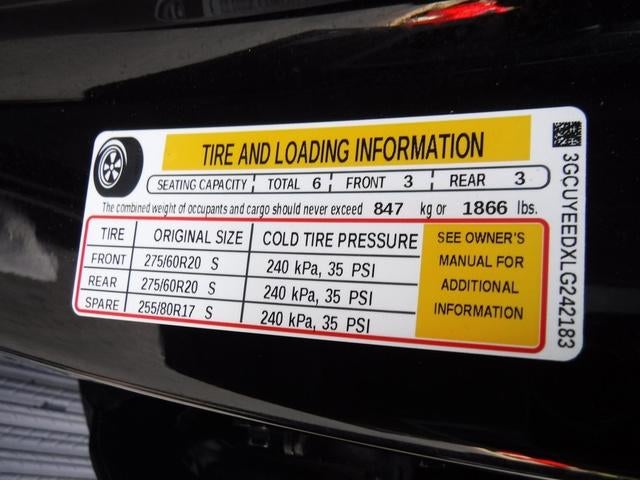 TIRE AND LOADING INFORMATION
SEATING CAPACITY TOTAL 6 FRONT 3 REAR 3
The combined weight of occupants and cargo should never exceed 847 kg or 1866 lbs.
TIRE ORIGINAL SIZE COLD TIRE PRESSURE
FRONT 275/60R20 S 240 kPa, 35 PSI
REAR 275/60R20 S 240 kPa, 35 PSI
SPARE 255/80R17 S 240 kPa, 35 PSI
SEE OWNER'S
MANUAL FOR
ADDITIONAL
INFORMATION
3GCUYEEDXLG242183